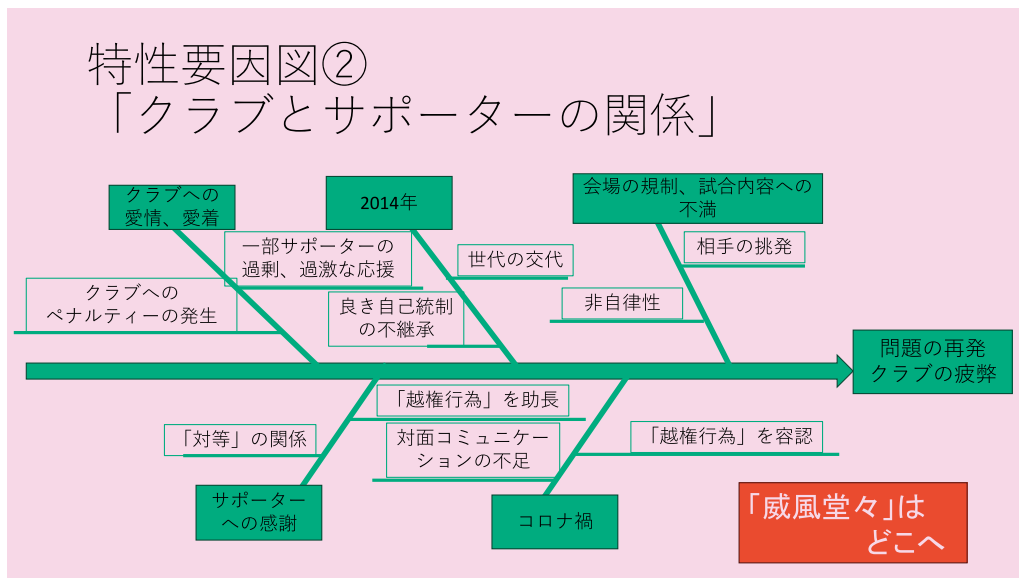 特性要因図②
「クラブとサポーターの関係」
クラブへの
愛情、愛着
2014年
会場の規制、試合内容への
不満
一部サポーターの
過剰、過激な応援
世代の交代
相手の挑発
クラブへの
ペナルティーの発生
良き自己統制
の不継承
非自律性
問題の再発
クラブの疲弊
「越権行為」を助長
「対等」の関係
対面コミュニケー
ションの不足
「越権行為」を容認
サポーター
への感謝
コロナ禍
「威風堂々」は
どこへ